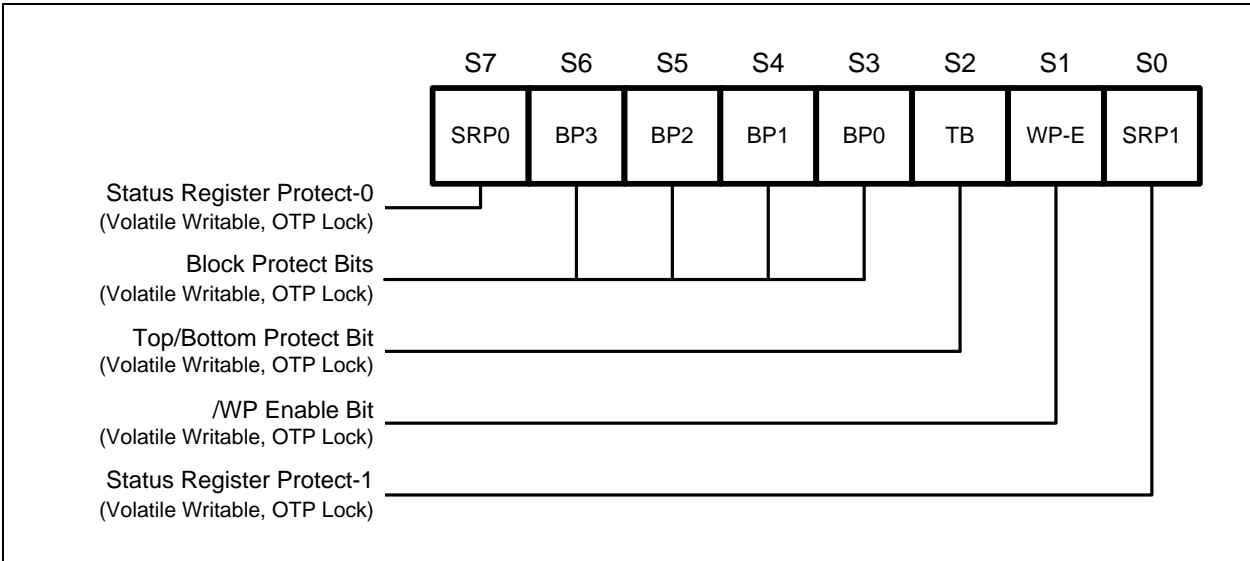 S7 S6 S5 S4 S3 S2 S1 S0
SRP0 BP3 BP2 BP1 BP0 TB WP-E SRP1
Status Register Protect-0
(Volatile Writable, OTP Lock)
Block Protect Bits
(Volatile Writable, OTP Lock)
Top/Bottom Protect Bit
(Volatile Writable, OTP Lock)
/WP Enable Bit
(Volatile Writable, OTP Lock)
Status Register Protect-1
(Volatile Writable, OTP Lock)